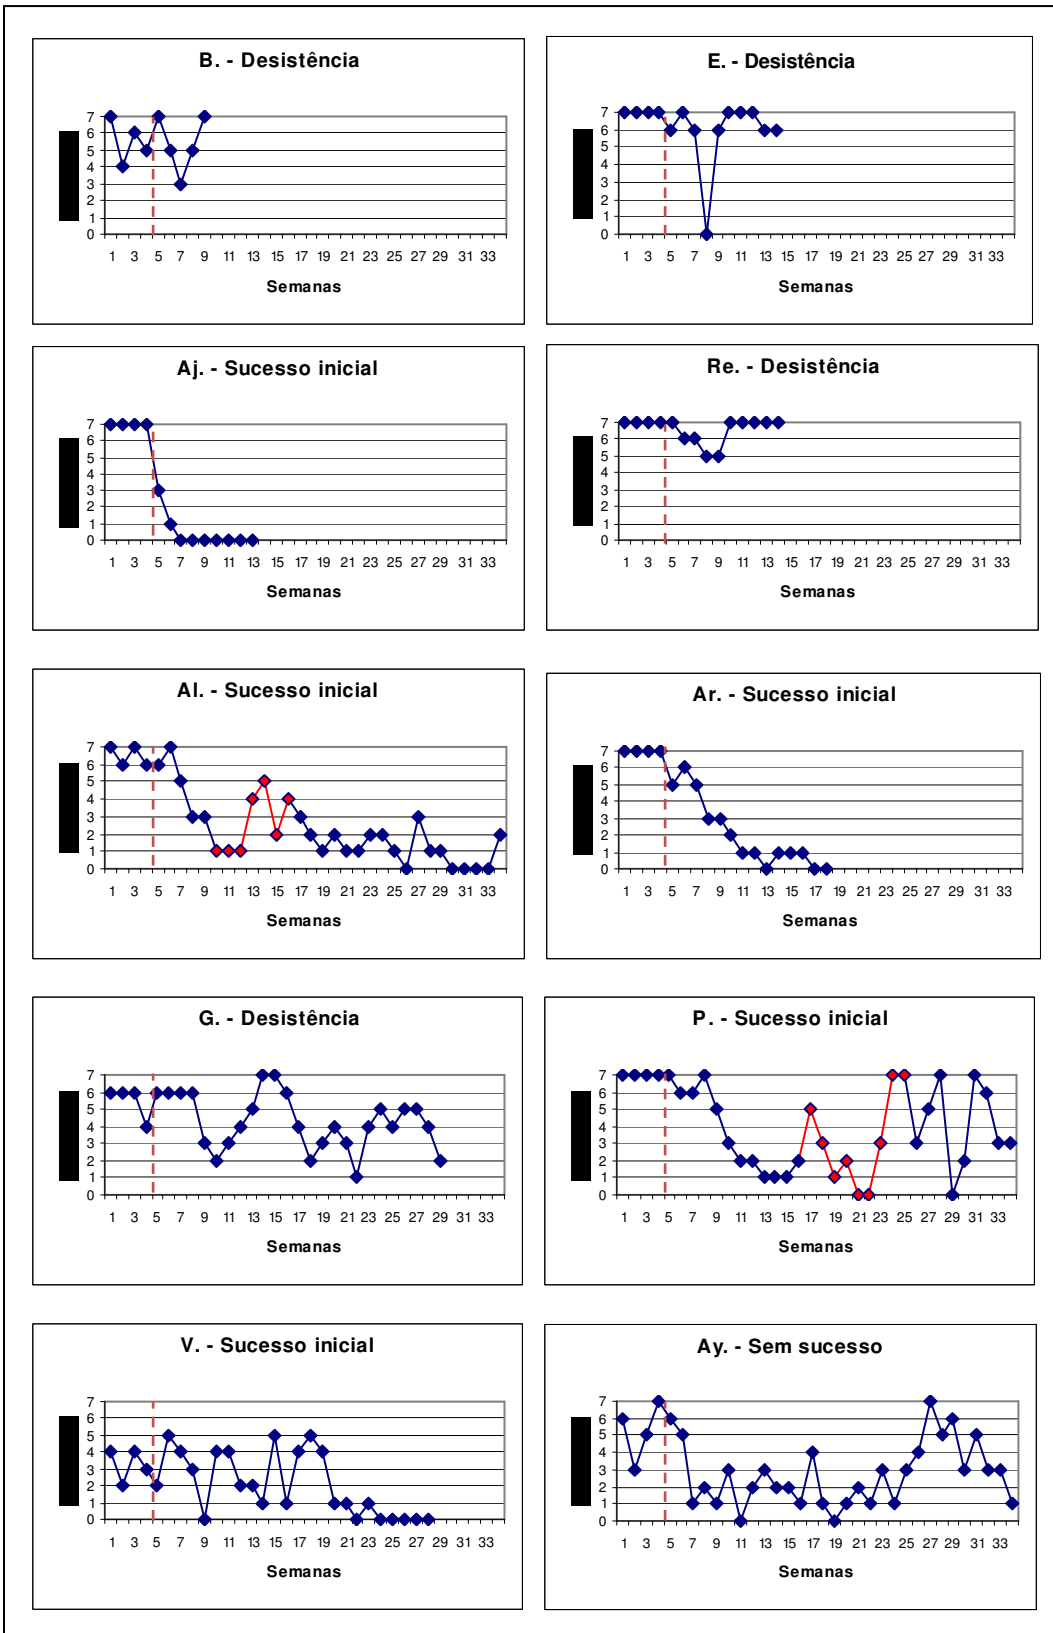 B. - Desistência
7
6
5
4
3
2
1
0
1 3 5 7 9 11 13 15 17 19 21 23 25 27 29 31 33
Semanas
E. - Desistência
7
6
5
4
3
2
1
0
1 3 5 7 9 11 13 15 17 19 21 23 25 27 29 31 33
Semanas
Aj. - Sucesso inicial
7
6
5
4
3
2
1
0
1 3 5 7 9 11 13 15 17 19 21 23 25 27 29 31 33
Semanas
Re. - Desistência
7
6
5
4
3
2
1
0
1 3 5 7 9 11 13 15 17 19 21 23 25 27 29 31 33
Semanas
Al. - Sucesso inicial
7
6
5
4
3
2
1
0
1 3 5 7 9 11 13 15 17 19 21 23 25 27 29 31 33
Semanas
Ar. - Sucesso inicial
7
6
5
4
3
2
1
0
1 3 5 7 9 11 13 15 17 19 21 23 25 27 29 31 33
Semanas
G. - Desistência
7
6
5
4
3
2
1
0
1 3 5 7 9 11 13 15 17 19 21 23 25 27 29 31 33
Semanas
P. - Sucesso inicial
7
6
5
4
3
2
1
0
1 3 5 7 9 11 13 15 17 19 21 23 25 27 29 31 33
Semanas
V. - Sucesso inicial
7
6
5
4
3
2
1
0
1 3 5 7 9 11 13 15 17 19 21 23 25 27 29 31 33
Semanas
Ay. - Sem sucesso
7
6
5
4
3
2
1
0
1 3 5 7 9 11 13 15 17 19 21 23 25 27 29 31 33
Semanas